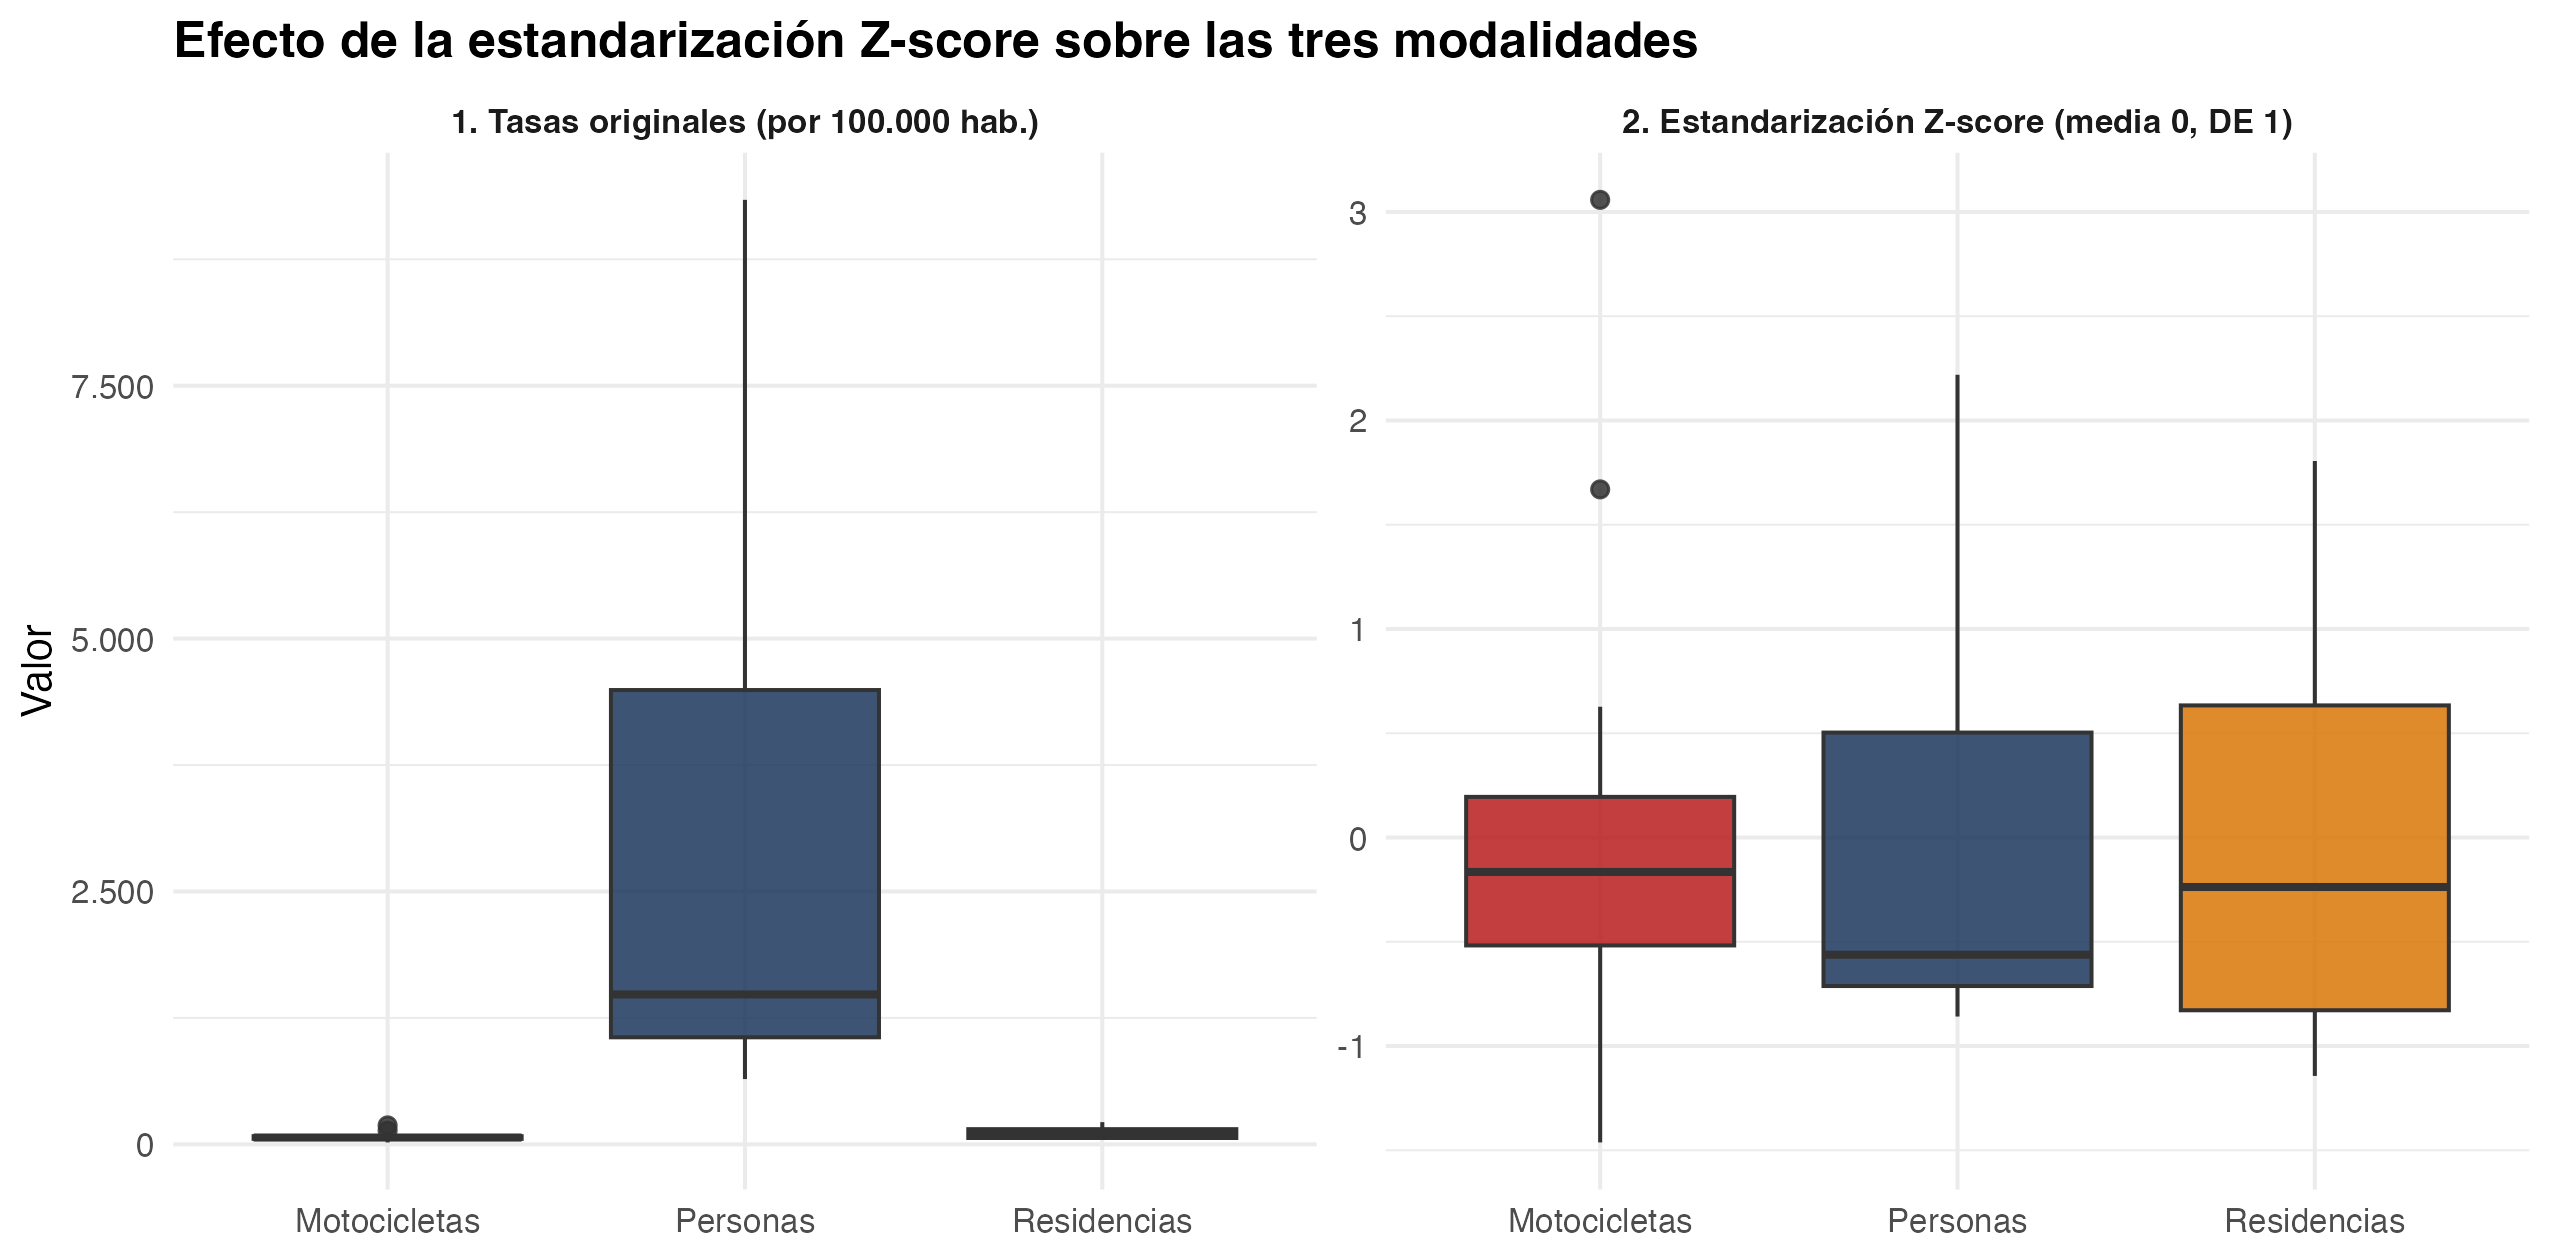 Efecto de la estandarización Z-score sobre las tres modalidades
1. Tasas originales (por 100.000 hab.)
Valor
7.500
5.000
2.500
0
Motocicletas
Personas
Residencias
2. Estandarización Z-score (media 0, DE 1)
3
2
1
0
-1
Motocicletas
Personas
Residencias